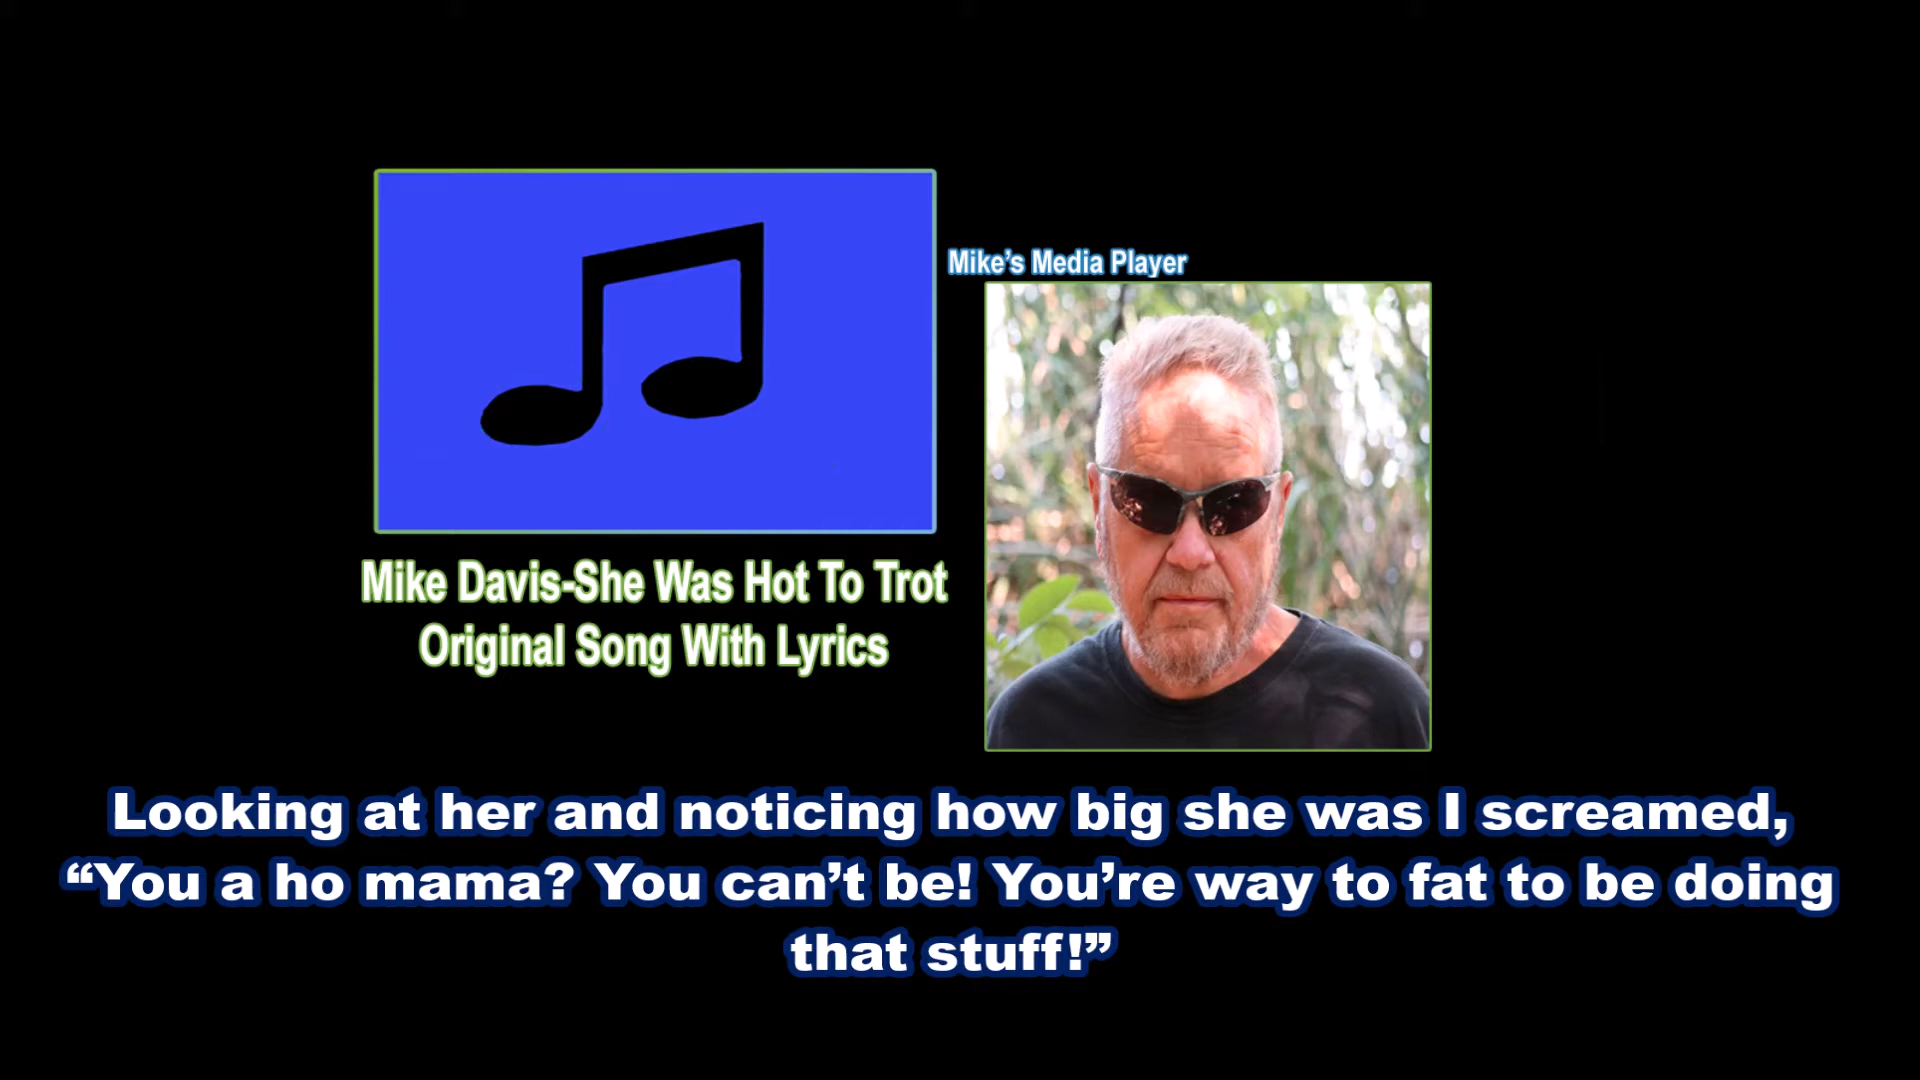 Mike's Media Player
Mike Davis-She Was Hot To Trot
Original Song With Lyrics
Looking at her and noticing how big she was I screamed,
“You a ho mama? You can’t be! You’re way to fat to be doing
that stuff!”